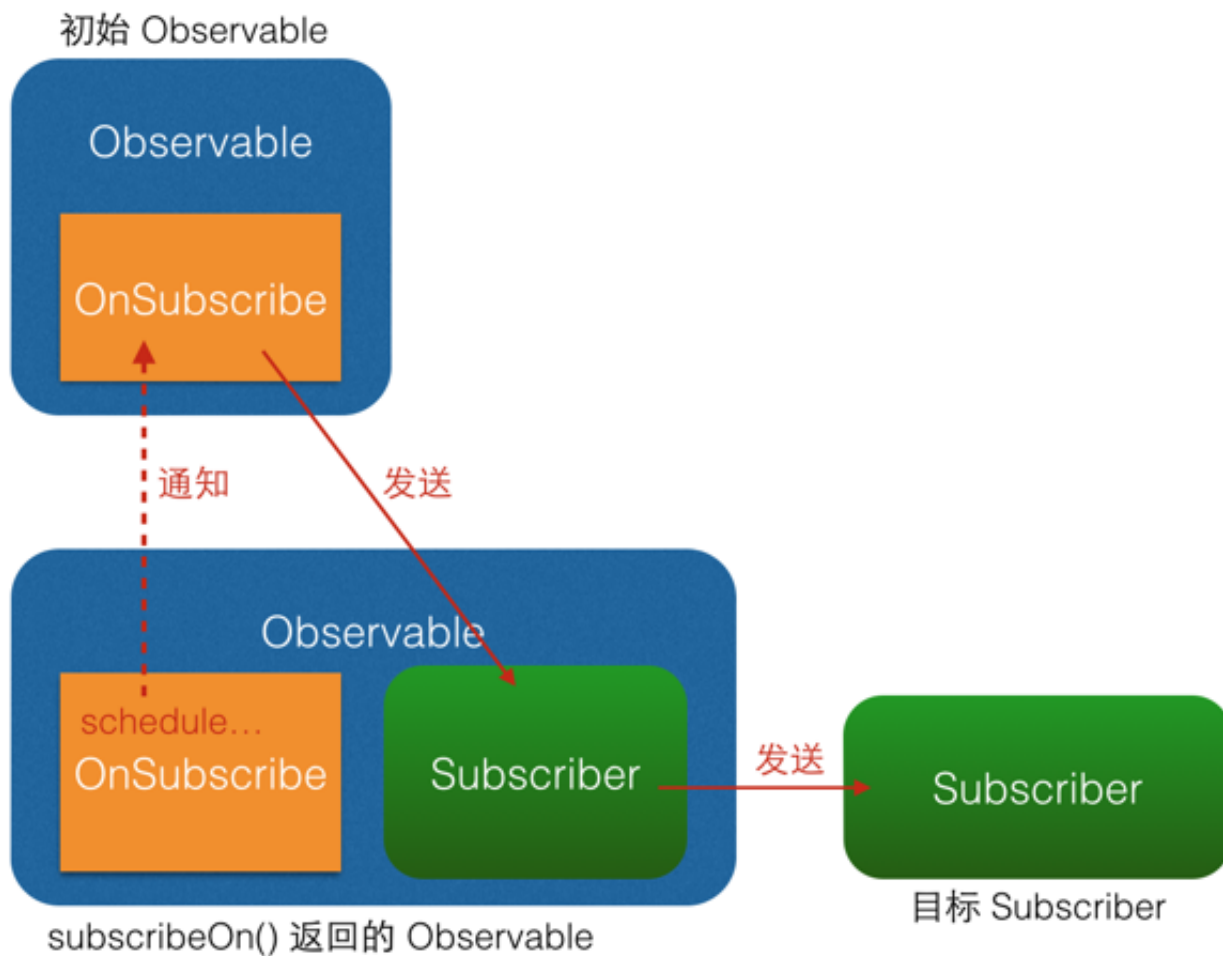 初始 Observable
Observable
OnSubscribe
通知
发送
Observable
schedule...
OnSubscribe
Subscriber
发送
Subscriber
目标 Subscriber
subscribeOn() 返回的 Observable